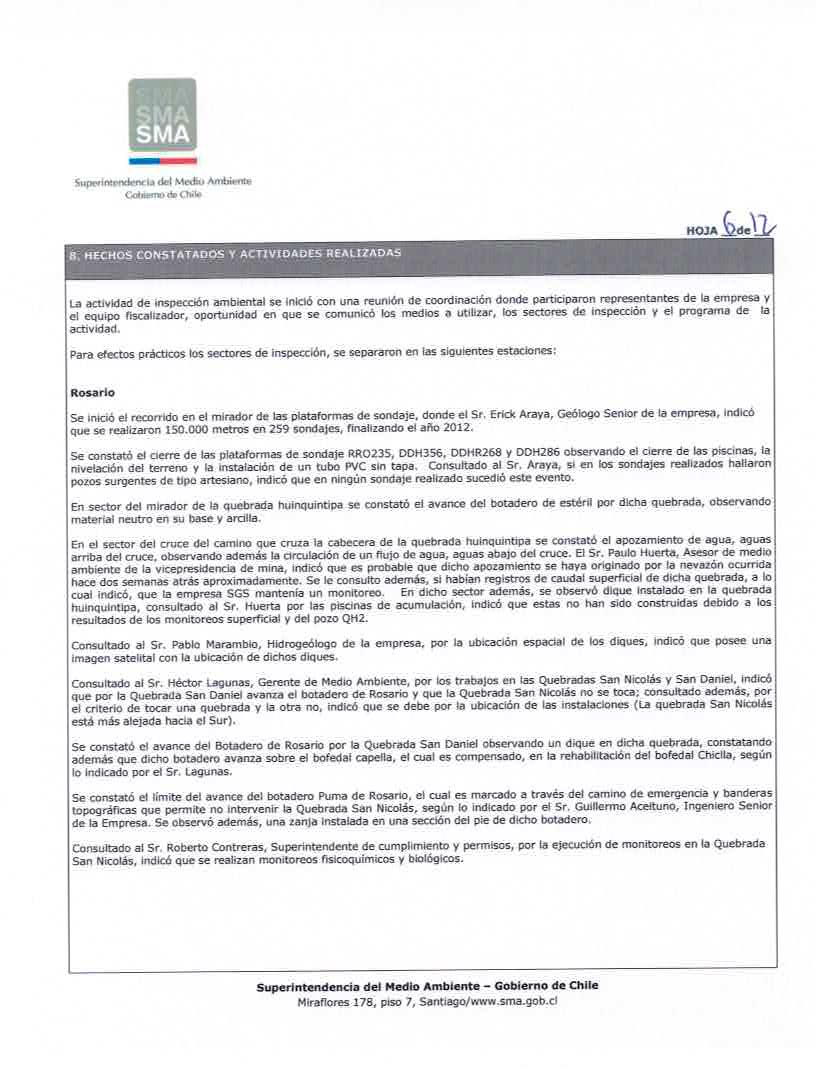 SMA
SMA
SMA
Superintendencia del Medio Ambiente
Gobierno de Chile
HOJA 6 de 12
8. HECHOS CONSTATADOS Y ACTIVIDADES REALIZADAS
La actividad de inspección ambiental se inició con una reunión de coordinación donde participaron representantes de la empresa y
el equipo fiscalizador, oportunidad en que se comunicó los medios a utilizar, los sectores de inspección y el programa de la
actividad.
Para efectos prácticos los sectores de inspección, se separaron en las siguientes estaciones:
Rosario
Se inició el recorrido en el mirador de las plataformas de sondaje, donde el Sr. Erick Araya, Geólogo Senior de la empresa, indicó
que se realizaron 150.000 metros en 259 sondajes, finalizando el año 2012.
Se constató el cierre de las plataformas de sondaje RRO235, DDH356, DDHR268 y DDH286 observando el cierre de las piscinas, la
nivelación del terreno y la instalación de un tubo PVC sin tapa. Consultado al Sr. Araya, si en los sondajes realizados hallaron
pozos surgentes de tipo artesiano, indicó que en ningún sondaje realizado sucedió este evento.
En sector del mirador de la quebrada huinquintipa se constató el avance del botadero de estéril por dicha quebrada, observando
material neutro en su base y arcilla.
En el sector del cruce del camino que cruza la cabecera de la quebrada huinquintipa se constató el apozamiento de agua, aguas
arriba del cruce, observando además la circulación de un flujo de agua, aguas abajo del cruce. El Sr. Paulo Huerta, Asesor de medio
ambiente de la vicepresidencia de mina, indicó que es probable que dicho apozamiento se haya originado por la nevazón ocurrida
hace dos semanas atrás aproximadamente. Se le consulto además, si habían registros de caudal superficial de dicha quebrada, a lo
cual indicó, que la empresa SGS mantenía un monitoreo. En dicho sector además, se observó dique instalado en la quebrada
huinquintipa, consultado al Sr. Huerta por las piscinas de acumulación, indicó que estas no han sido construidas debido a los
resultados de los monitoreos superficial y del pozo QH2.
Consultado al Sr. Pablo Marambio, Hidrogeólogo de la empresa, por la ubicación espacial de los diques, indicó que posee una
imagen satelital con la ubicación de dichos diques.
Consultado al Sr. Héctor Lagunas, Gerente de Medio Ambiente, por los trabajos en las Quebradas San Nicolás y San Daniel, indicó
que por la Quebrada San Daniel avanza el botadero de Rosario y que la Quebrada San Nicolás no se toca; consultado además, por
el criterio de tocar una quebrada y la otra no, indicó que se debe por la ubicación de las instalaciones (La quebrada San Nicolás
está más alejada hacia el Sur).
Se constató el avance del Botadero de Rosario por la Quebrada San Daniel observando un dique en dicha quebrada, constatando
además que dicho botadero avanza sobre el bofedal capella, el cual es compensado, en la rehabilitación del bofedal Chiclla, según
lo indicado por el Sr. Lagunas.
Se constató el límite del avance del botadero Puma de Rosario, el cual es marcado a través del camino de emergencia y banderas
topográficas que permite no intervenir la Quebrada San Nicolás, según lo indicado por el Sr. Guillermo Aceituno, Ingeniero Senior
de la Empresa. Se observó además, una zanja instalada en una sección del pie de dicho botadero.
Consultado al Sr. Roberto Contreras, Superintendente de cumplimiento y permisos, por la ejecución de monitoreos en la Quebrada
San Nicolás, indicó que se realizan monitoreos fisicoquímicos y biológicos.
Superintendencia del Medio Ambiente – Gobierno de Chile
Miraflores 178, piso 7, Santiago/www.sma.gob.cl